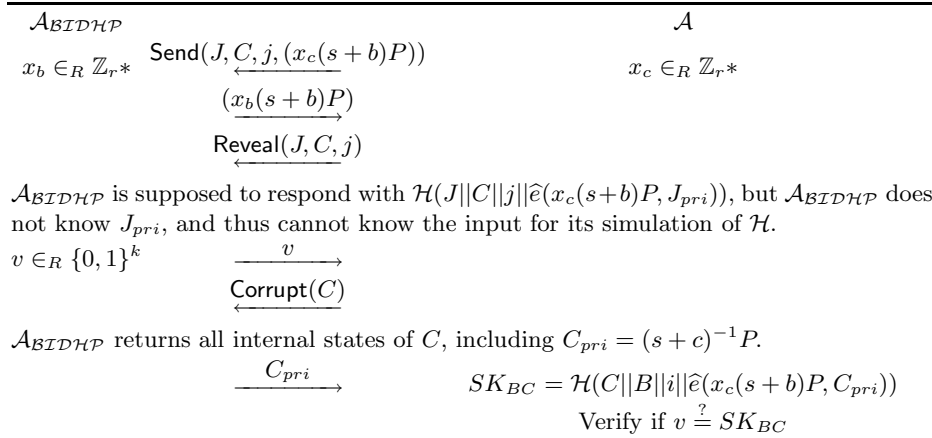 𝒜_{ℬℐ𝒟ℋ𝒫} 𝒜
x_b ∈_R ℤ_r* Send(J, C, j, (x_c(s + b)P)) x_c ∈_R ℤ_r*
(x_b(s + b)P)
Reveal(J, C, j)
𝒜_{ℬℐ𝒟ℋ𝒫} is supposed to respond with ℋ(J||C||j||ê(x_c(s+b)P, J_{pri})), but 𝒜_{ℬℐ𝒟ℋ𝒫} does
not know J_{pri}, and thus cannot know the input for its simulation of ℋ.
v ∈_R {0, 1}^k v
Corrupt(C)
𝒜_{ℬℐ𝒟ℋ𝒫} returns all internal states of C, including C_{pri} = (s + c)^{-1}P.
C_{pri} SK_{BC} = ℋ(C||B||i||ê(x_c(s + b)P, C_{pri}))
Verify if v ≟ SK_{BC}